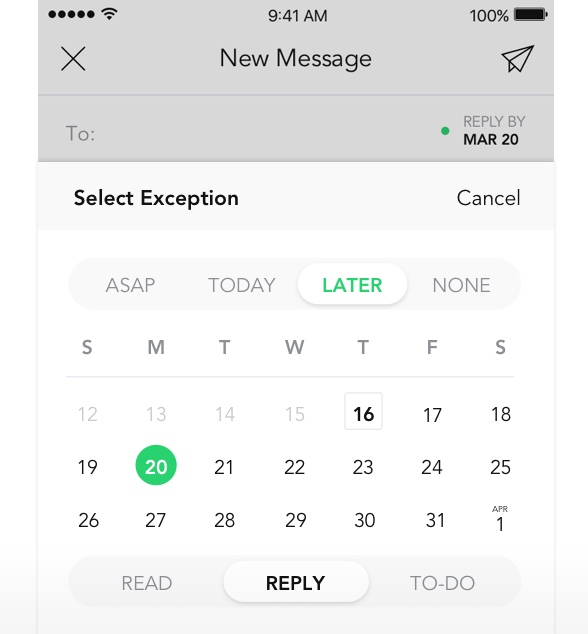 9:41 AM 100%
New Message
To: REPLY BY
MAR 20
Select Exception Cancel
ASAP TODAY LATER NONE
S M T W T F S
12 13 14 15 16 17 18
19 20 21 22 23 24 25
26 27 28 29 30 31 APR 1
READ REPLY TO-DO